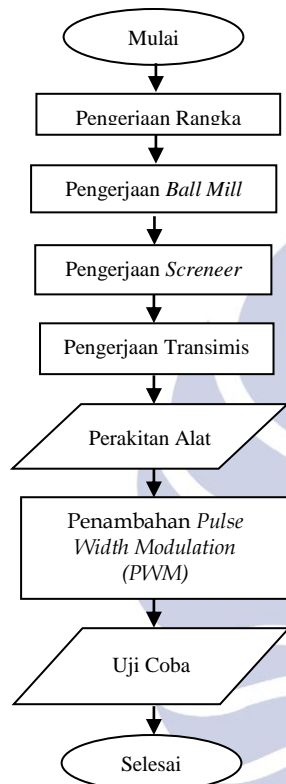 Mulai
Pengerjaan Rangka
Pengerjaan Ball Mill
Pengerjaan Screneer
Pengerjaan Transimis
Perakitan Alat
Penambahan Pulse
Width Modulation
(PWM)
Uji Coba
Selesai